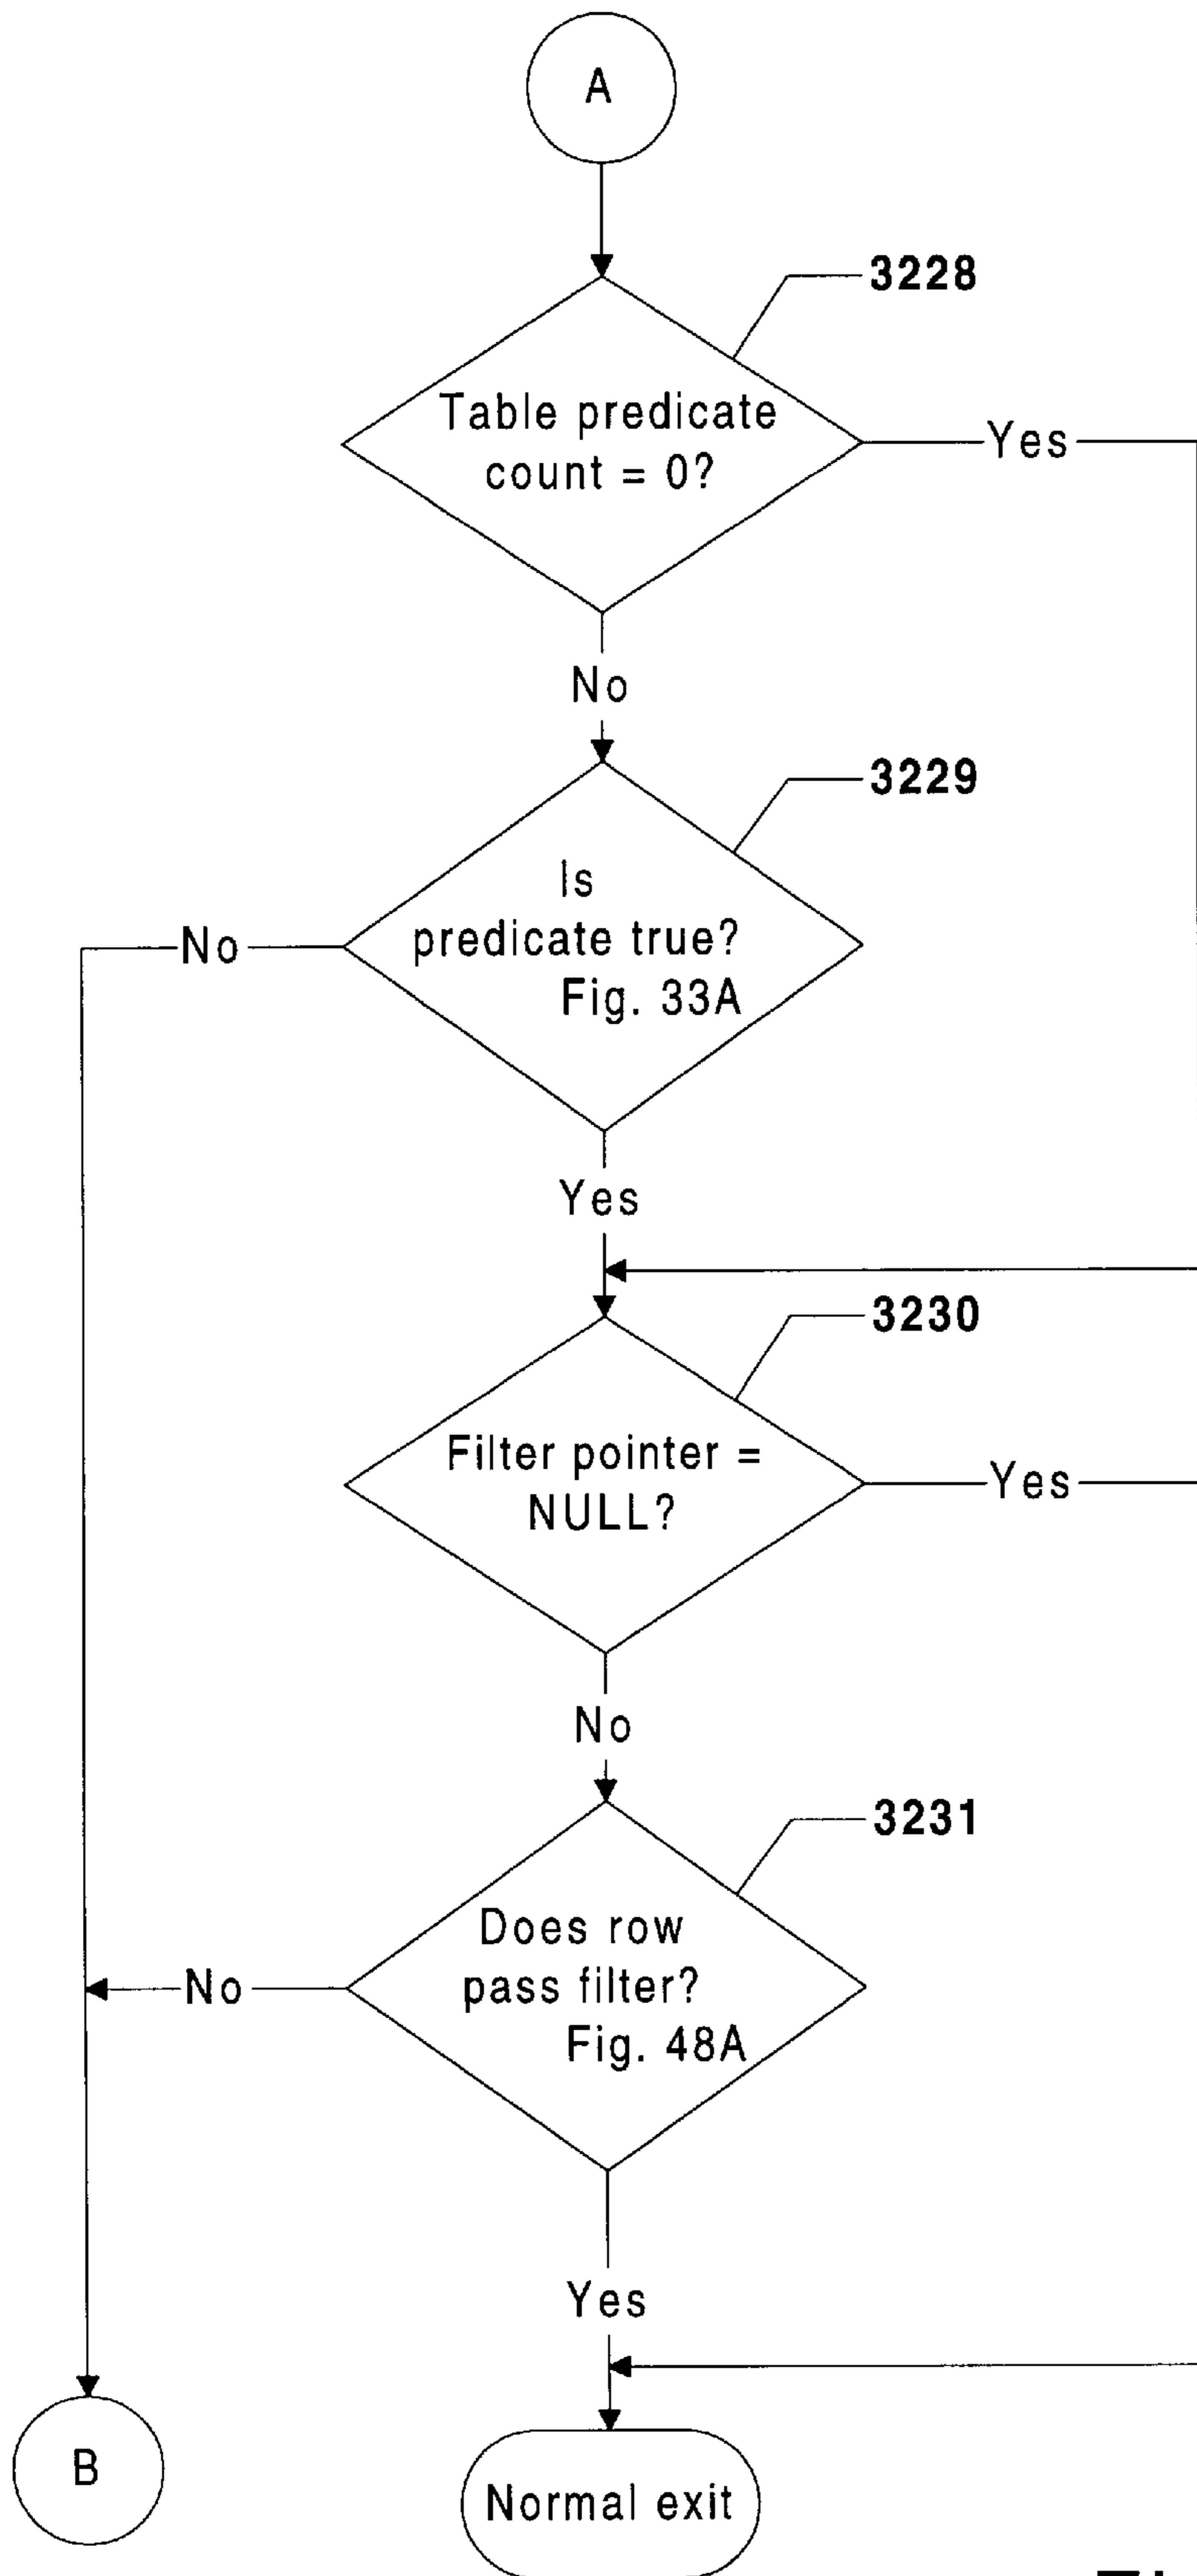 A
3228
Table predicate
count = 0?
Yes
No
3229
Is
predicate true?
Fig. 33A
No
Yes
3230
Filter pointer =
NULL?
Yes
No
3231
Does row
pass filter?
Fig. 48A
No
Yes
B
Normal exit